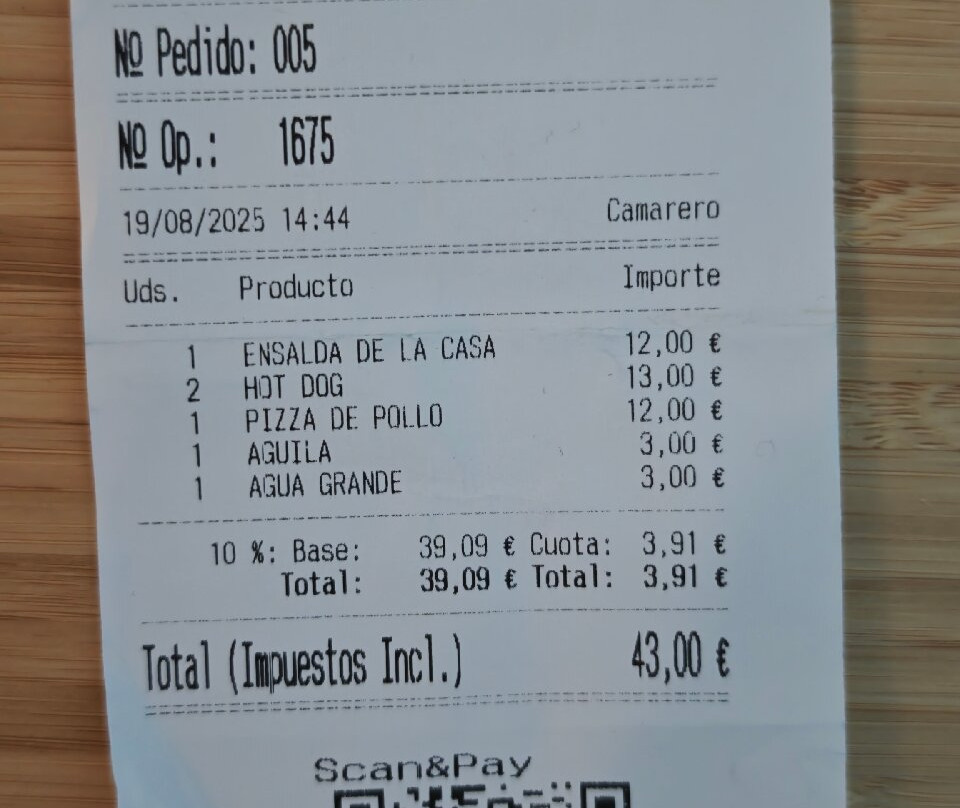 Nº Pedido: 005
Nº Op.: 1675
19/08/2025 14:44 Camarero
Uds. Producto Importe
1 ENSALDA DE LA CASA 12,00 €
2 HOT DOG 13,00 €
1 PIZZA DE POLLO 12,00 €
1 AGUILA 3,00 €
1 AGUA GRANDE 3,00 €
10 %: Base: 39,09 € Cuota: 3,91 €
Total: 39,09 € Total: 3,91 €
Total (Impuestos Incl.) 43,00 €
Scan&Pay